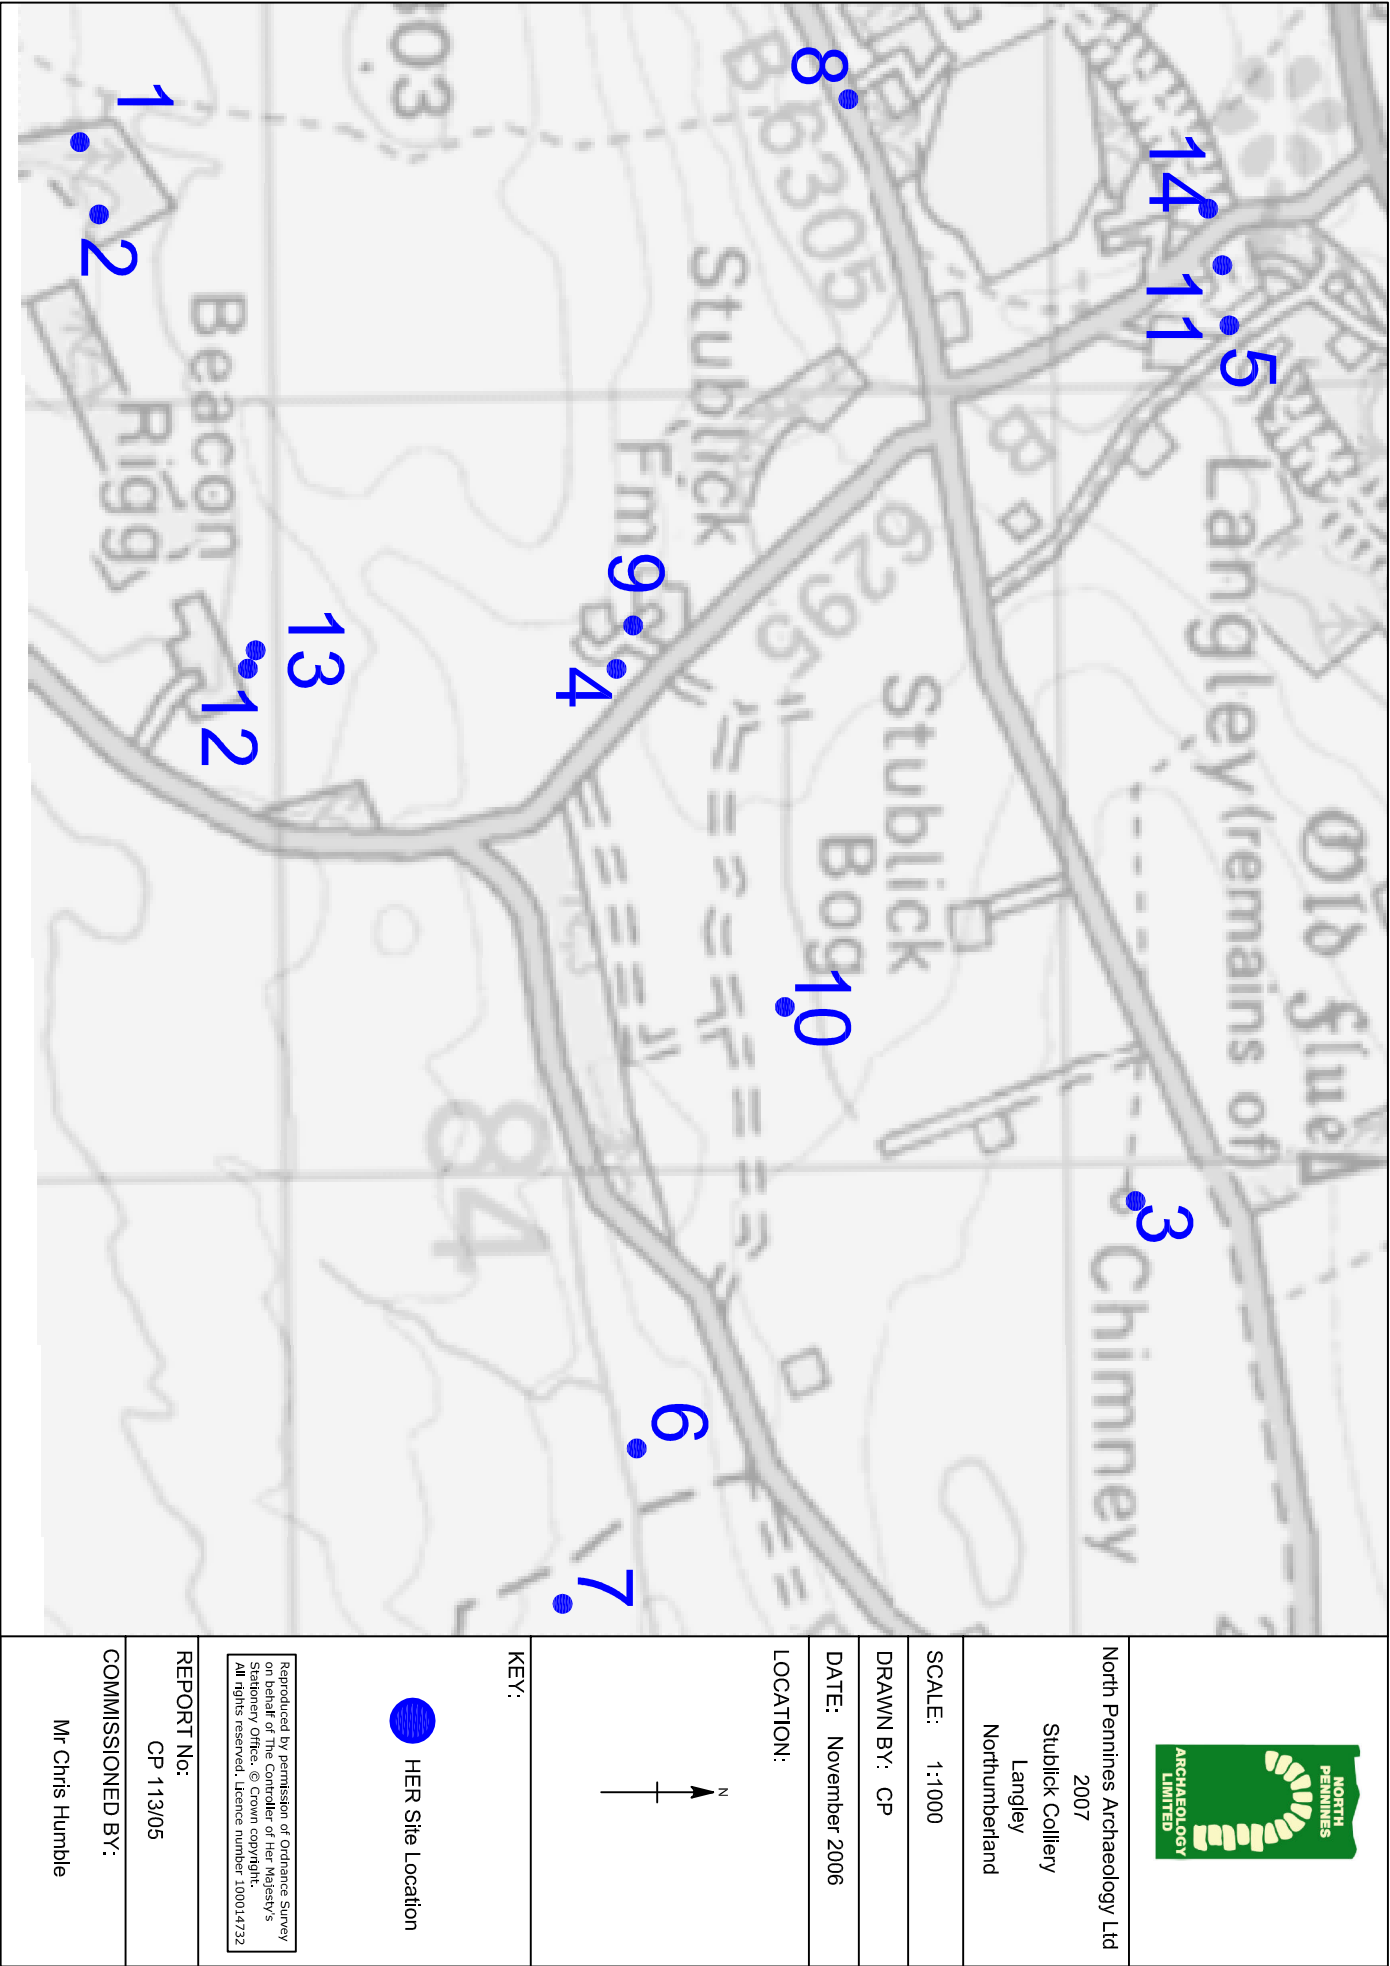 303
B6305
8
14
11
5
1
2
Beacon
Rigg
Stublick
Fm
9
4
13
12
B
6295
Langley
Old Flue
(remains of)
Stublick
Bog
10
3
Chimney
84
6
7
NORTH
PENNINES
ARCHAEOLOGY
LIMITED
North Pennines Archaeology Ltd
2007
Stublick Colliery
Langley
Northumberland
SCALE: 1:1000
DRAWN BY: CP
DATE: November 2006
LOCATION:
N
KEY:
HER Site Location
Reproduced by permission of Ordnance Survey
on behalf of The Controller of Her Majesty's
Stationery Office. © Crown copyright.
All rights reserved. Licence number 100014732
REPORT No:
CP 113/05
COMMISSIONED BY:
Mr Chris Humble